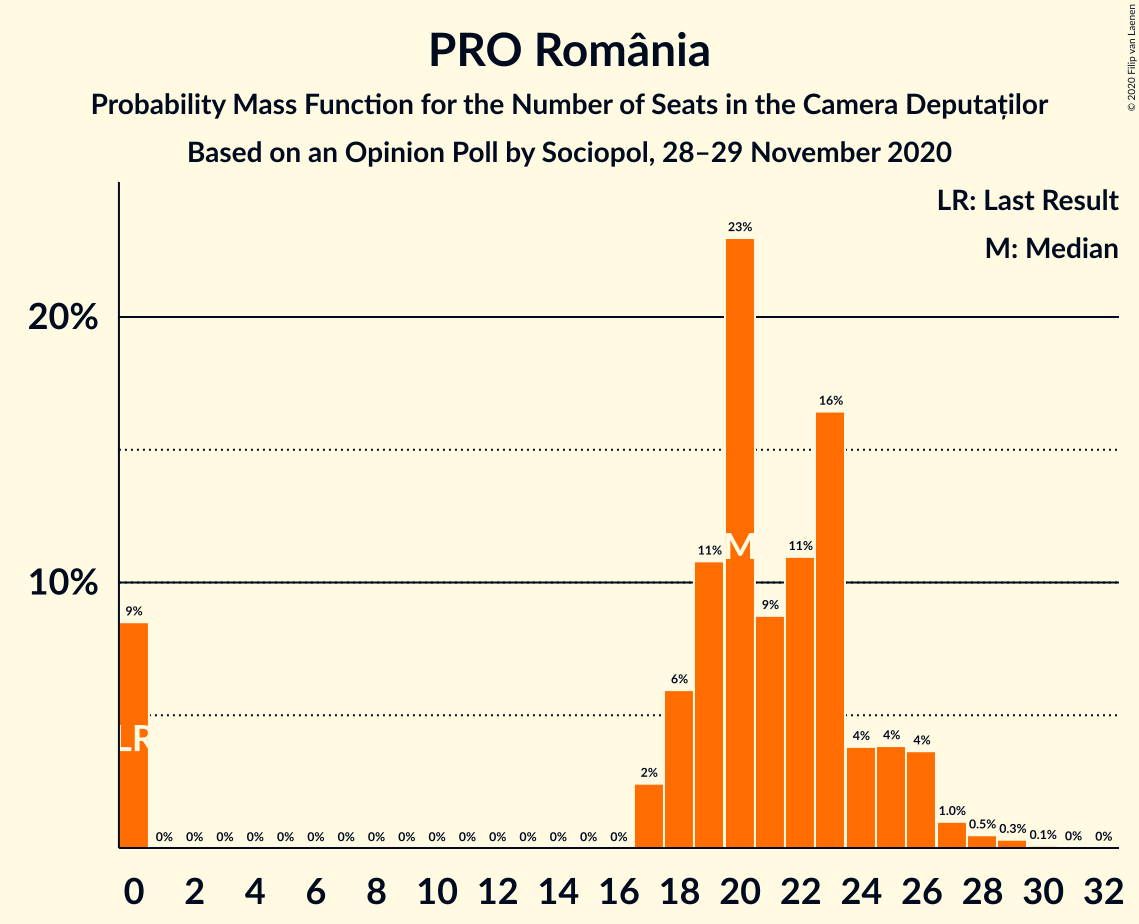 PRO România
Probability Mass Function for the Number of Seats in the Camera Deputaților
Based on an Opinion Poll by Sociopol, 28–29 November 2020
© 2020 Filip van Laenen
LR: Last Result
M: Median
20%
10%
9% 0% 0% 0% 0% 0% 0% 0% 0% 0% 0% 0% 0% 0% 0% 0% 0% 2% 6% 11% 23% 9% 11% 16% 4% 4% 4% 1.0% 0.5% 0.3% 0.1% 0% 0%
LR
M
0 2 4 6 8 10 12 14 16 18 20 22 24 26 28 30 32